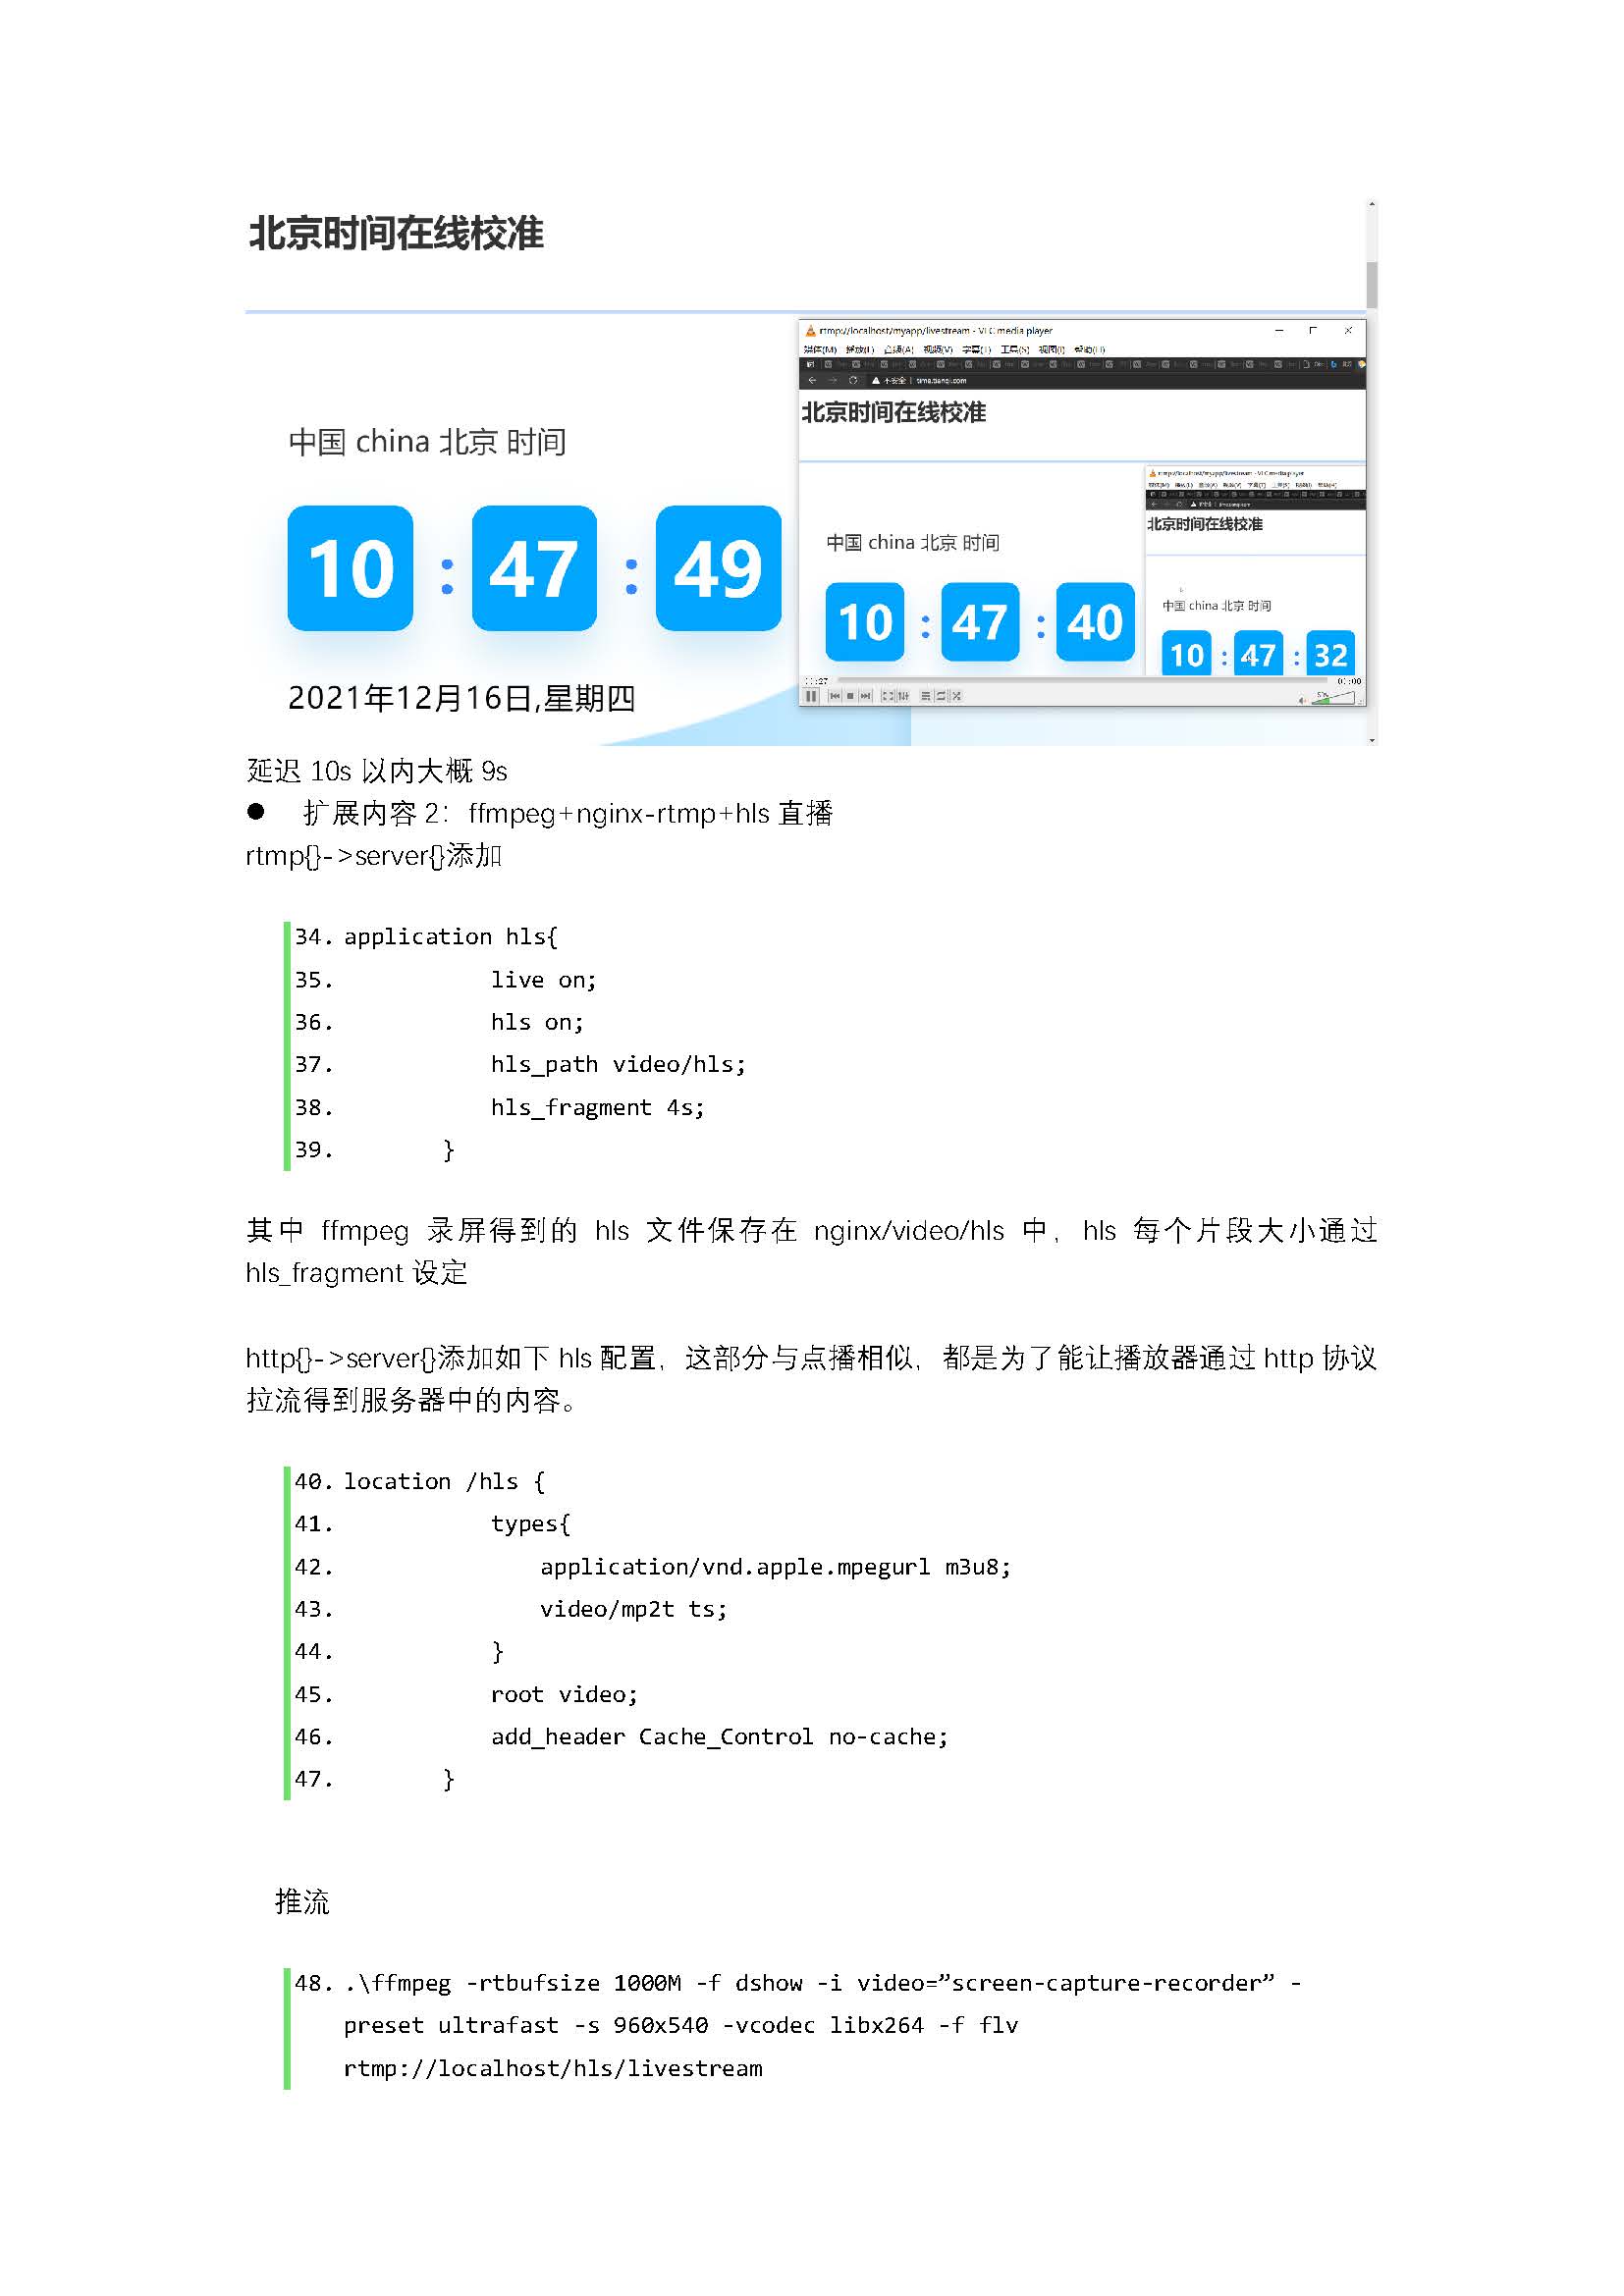 北京时间在线校准
中国 china 北京 时间
10 : 47 : 49
2021年12月16日,星期四
rtmp://localhost/myapp/livestream - VLC media player
媒体(M) 播放(L) 音频(A) 视频(V) 字幕(T) 工具(S) 视图(I) 帮助(H)
不安全 | time.tianqi.com
北京时间在线校准
中国 china 北京 时间
10 : 47 : 40
rtmp://localhost/myapp/livestream - VLC media player
北京时间在线校准
中国 china 北京 时间
10 : 47 : 32
延迟 10s 以内大概 9s
● 扩展内容 2：ffmpeg+nginx-rtmp+hls 直播
rtmp{}->server{}添加
34. application hls{
35. live on;
36. hls on;
37. hls_path video/hls;
38. hls_fragment 4s;
39. }
其中 ffmpeg 录屏得到的 hls 文件保存在 nginx/video/hls 中，hls 每个片段大小通过
hls_fragment 设定
http{}->server{}添加如下 hls 配置，这部分与点播相似，都是为了能让播放器通过 http 协议
拉流得到服务器中的内容。
40. location /hls {
41. types{
42. application/vnd.apple.mpegurl m3u8;
43. video/mp2t ts;
44. }
45. root video;
46. add_header Cache_Control no-cache;
47. }
推流
48. .\ffmpeg -rtbufsize 1000M -f dshow -i video=”screen-capture-recorder” -
preset ultrafast -s 960x540 -vcodec libx264 -f flv
rtmp://localhost/hls/livestream